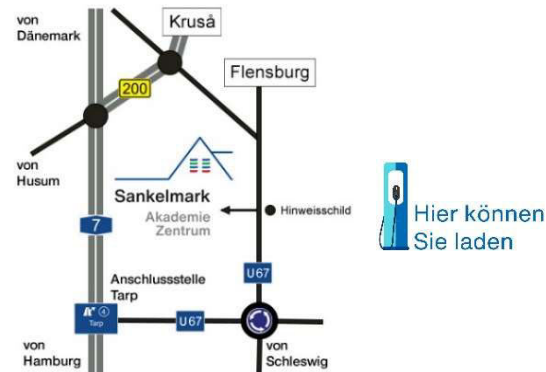 von
Dänemark
Kruså
Flensburg
200
von
Husum
Sankelmark
Akademie
Zentrum
Hinweisschild
7
Hier können
Sie laden
U67
Anschlussstelle
Tarp
4
Tarp
U67
von
Hamburg
von
Schleswig